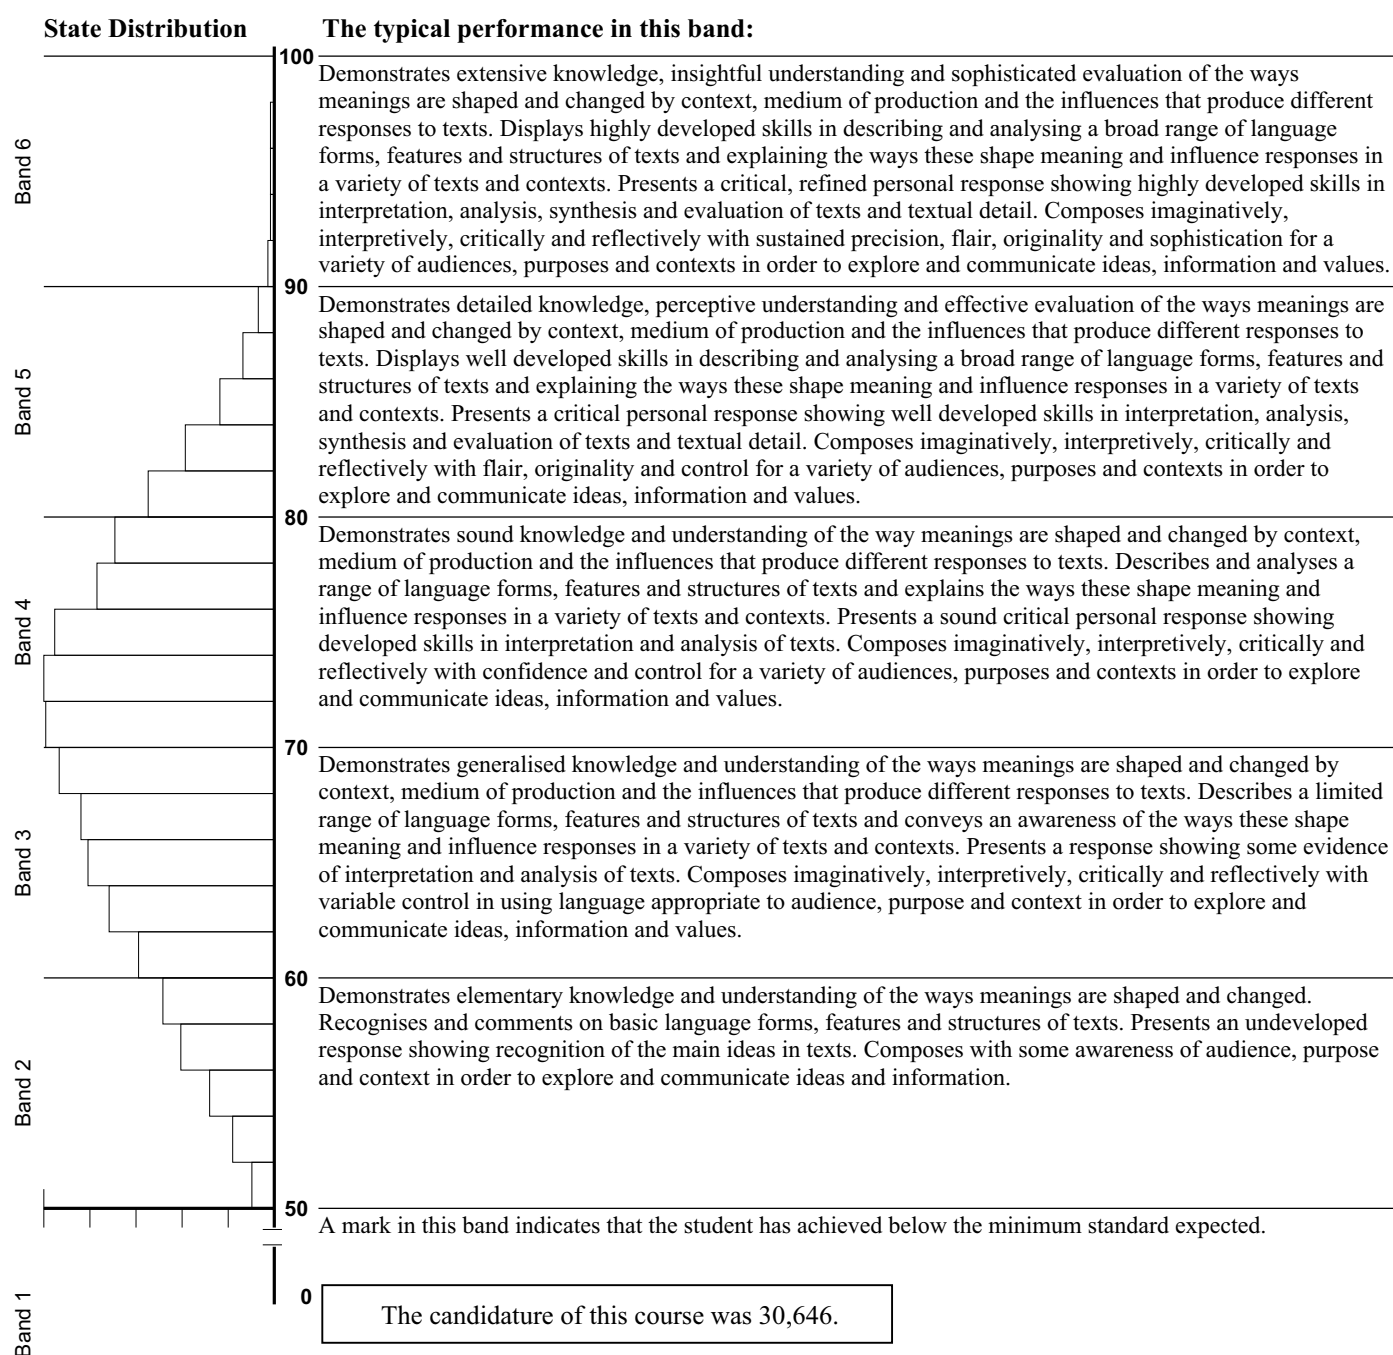 State Distribution
The typical performance in this band:
100
Band 6
Demonstrates extensive knowledge, insightful understanding and sophisticated evaluation of the ways
meanings are shaped and changed by context, medium of production and the influences that produce different
responses to texts. Displays highly developed skills in describing and analysing a broad range of language
forms, features and structures of texts and explaining the ways these shape meaning and influence responses in
a variety of texts and contexts. Presents a critical, refined personal response showing highly developed skills in
interpretation, analysis, synthesis and evaluation of texts and textual detail. Composes imaginatively,
interpretively, critically and reflectively with sustained precision, flair, originality and sophistication for a
variety of audiences, purposes and contexts in order to explore and communicate ideas, information and values.
90
Band 5
Demonstrates detailed knowledge, perceptive understanding and effective evaluation of the ways meanings are
shaped and changed by context, medium of production and the influences that produce different responses to
texts. Displays well developed skills in describing and analysing a broad range of language forms, features and
structures of texts and explaining the ways these shape meaning and influence responses in a variety of texts
and contexts. Presents a critical personal response showing well developed skills in interpretation, analysis,
synthesis and evaluation of texts and textual detail. Composes imaginatively, interpretively, critically and
reflectively with flair, originality and control for a variety of audiences, purposes and contexts in order to
explore and communicate ideas, information and values.
80
Band 4
Demonstrates sound knowledge and understanding of the way meanings are shaped and changed by context,
medium of production and the influences that produce different responses to texts. Describes and analyses a
range of language forms, features and structures of texts and explains the ways these shape meaning and
influence responses in a variety of texts and contexts. Presents a sound critical personal response showing
developed skills in interpretation and analysis of texts. Composes imaginatively, interpretively, critically and
reflectively with confidence and control for a variety of audiences, purposes and contexts in order to explore
and communicate ideas, information and values.
70
Band 3
Demonstrates generalised knowledge and understanding of the ways meanings are shaped and changed by
context, medium of production and the influences that produce different responses to texts. Describes a limited
range of language forms, features and structures of texts and conveys an awareness of the ways these shape
meaning and influence responses in a variety of texts and contexts. Presents a response showing some evidence
of interpretation and analysis of texts. Composes imaginatively, interpretively, critically and reflectively with
variable control in using language appropriate to audience, purpose and context in order to explore and
communicate ideas, information and values.
60
Band 2
Demonstrates elementary knowledge and understanding of the ways meanings are shaped and changed.
Recognises and comments on basic language forms, features and structures of texts. Presents an undeveloped
response showing recognition of the main ideas in texts. Composes with some awareness of audience, purpose
and context in order to explore and communicate ideas and information.
50
A mark in this band indicates that the student has achieved below the minimum standard expected.
Band 1
0
The candidature of this course was 30,646.